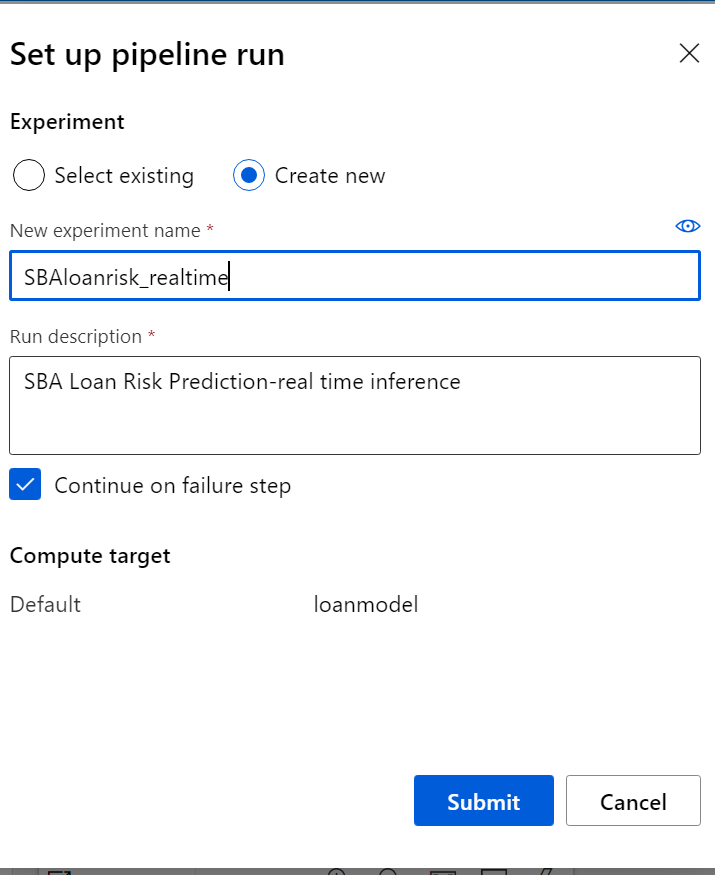 Set up pipeline run
Experiment
Select existing
Create new
New experiment name *
SBAloanrisk_realtime
Run description *
SBA Loan Risk Prediction-real time inference
Continue on failure step
Compute target
Default
loanmodel
Submit
Cancel